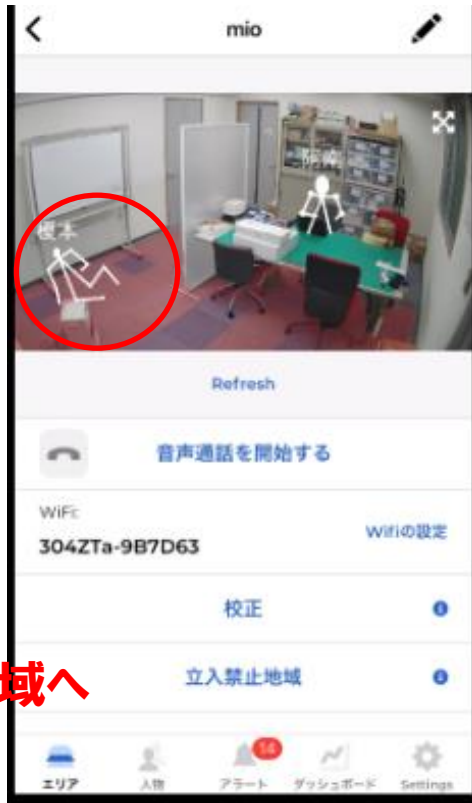 mio
榎本
Refresh
音声通話を開始する
WiFi:
304ZTa-9B7D63
Wifiの設定
校正
立入禁止地域
域へ
14
エリア
人物
アラート
ダッシュボード
Settings